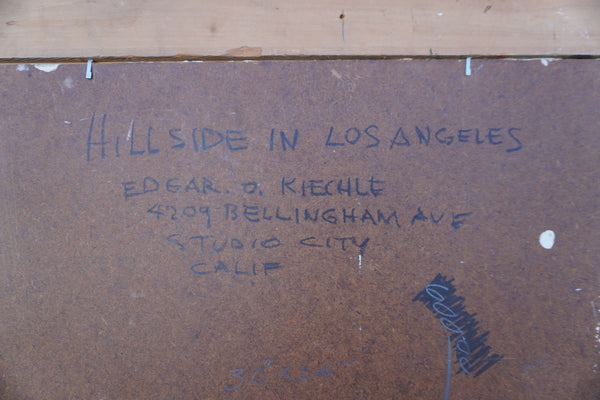 HILLSIDE IN LOS ANGELES
EDGAR. O. KIECHLE
4209 BELLINGHAM AVE
STUDIO CITY
CALIF